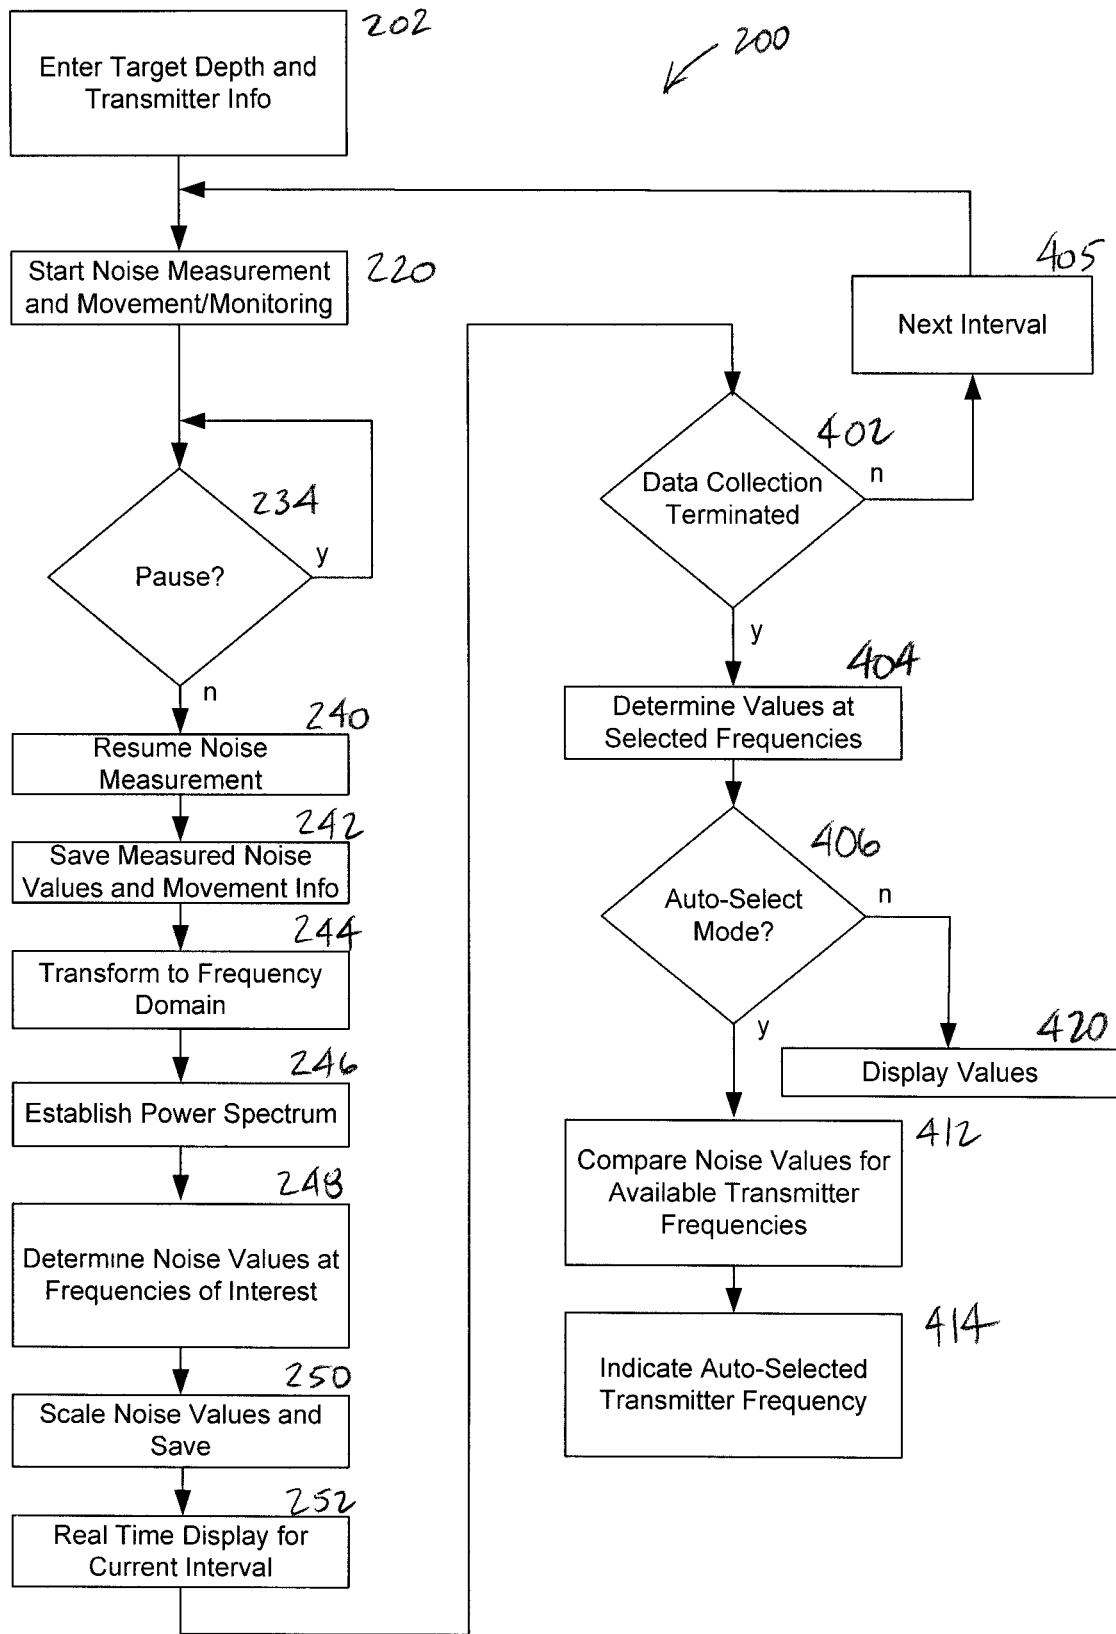 202
Enter Target Depth and
Transmitter Info
200
Start Noise Measurement
and Movement/Monitoring
220
234
Pause?
y
n
240
Resume Noise
Measurement
242
Save Measured Noise
Values and Movement Info
244
Transform to Frequency
Domain
246
Establish Power Spectrum
248
Determine Noise Values at
Frequencies of Interest
250
Scale Noise Values and
Save
252
Real Time Display for
Current Interval
405
Next Interval
402
Data Collection
Terminated
n
y
404
Determine Values at
Selected Frequencies
406
Auto-Select
Mode?
n
y
420
Display Values
412
Compare Noise Values for
Available Transmitter
Frequencies
414
Indicate Auto-Selected
Transmitter Frequency